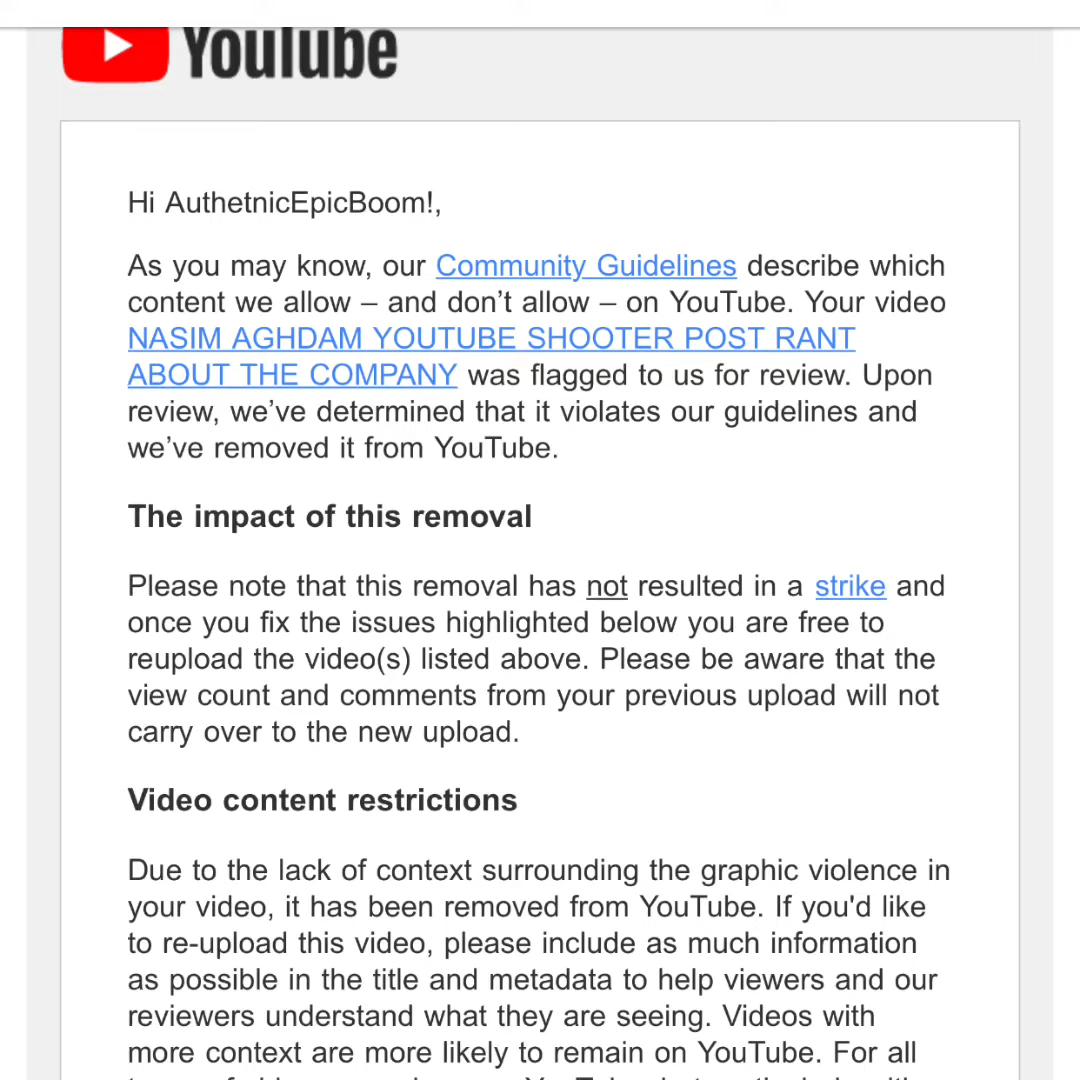 YouTube
Hi AuthetnicEpicBoom!,
As you may know, our Community Guidelines describe which
content we allow – and don’t allow – on YouTube. Your video
NASIM AGHDAM YOUTUBE SHOOTER POST RANT
ABOUT THE COMPANY was flagged to us for review. Upon
review, we’ve determined that it violates our guidelines and
we’ve removed it from YouTube.
The impact of this removal
Please note that this removal has not resulted in a strike and
once you fix the issues highlighted below you are free to
reupload the video(s) listed above. Please be aware that the
view count and comments from your previous upload will not
carry over to the new upload.
Video content restrictions
Due to the lack of context surrounding the graphic violence in
your video, it has been removed from YouTube. If you'd like
to re-upload this video, please include as much information
as possible in the title and metadata to help viewers and our
reviewers understand what they are seeing. Videos with
more context are more likely to remain on YouTube. For all